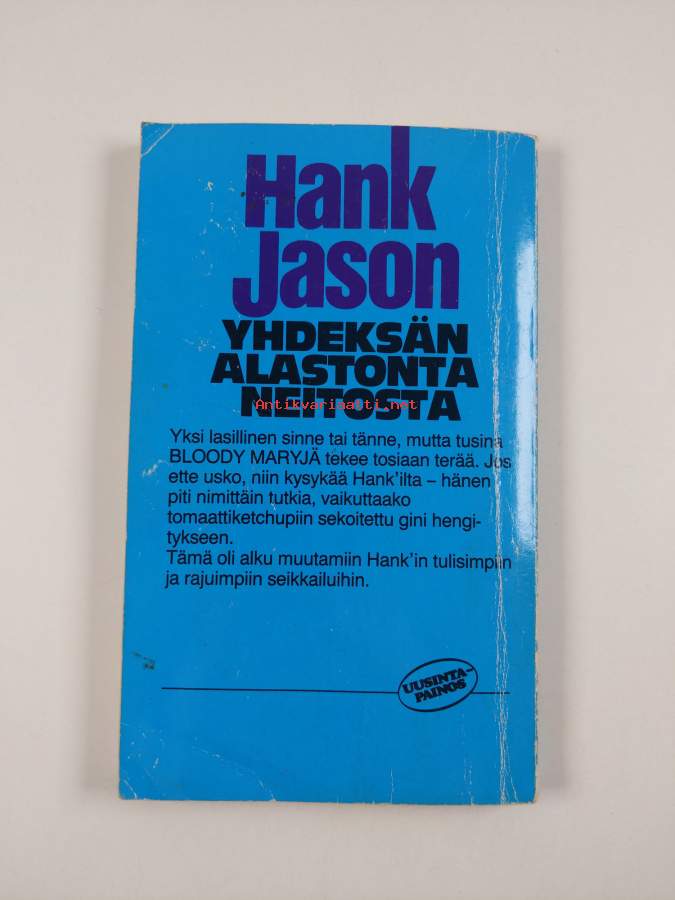 Hank
Jason
YHDEKSÄN
ALASTONTA
NEITOSTA
Antikvariaatti.net
Yksi lasillinen sinne tai tänne, mutta tusina
BLOODY MARYJÄ tekee tosiaan terää. Jos
ette usko, niin kysykää Hank'ilta – hänen
piti nimittäin tutkia, vaikuttaako
tomaattiketchupiin sekoitettu gini hengi-
tykseen.
Tämä oli alku muutamiin Hank'in tulisimpiin
ja rajuimpiin seikkailuihin.
UUSINTA-
PAINOS